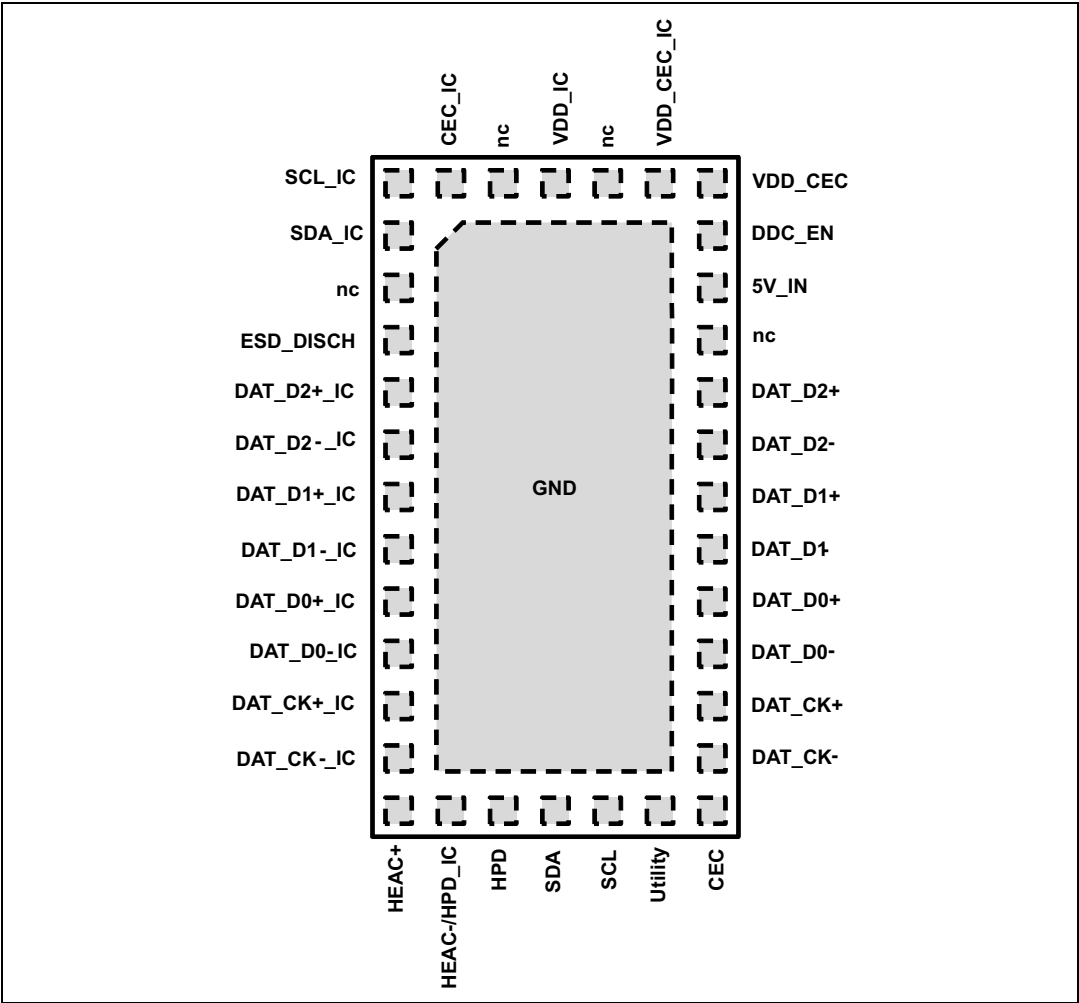 CEC_IC
nc
VDD_IC
nc
VDD_CEC_IC
SCL_IC
VDD_CEC
SDA_IC
DDC_EN
nc
5V_IN
ESD_DISCH
nc
DAT_D2+_IC
DAT_D2+
DAT_D2-_IC
DAT_D2-
DAT_D1+_IC
GND
DAT_D1+
DAT_D1-_IC
DAT_D1-
DAT_D0+_IC
DAT_D0+
DAT_D0-_IC
DAT_D0-
DAT_CK+_IC
DAT_CK+
DAT_CK-_IC
DAT_CK-
HEAC+
HEAC-/HPD_IC
HPD
SDA
SCL
Utility
CEC